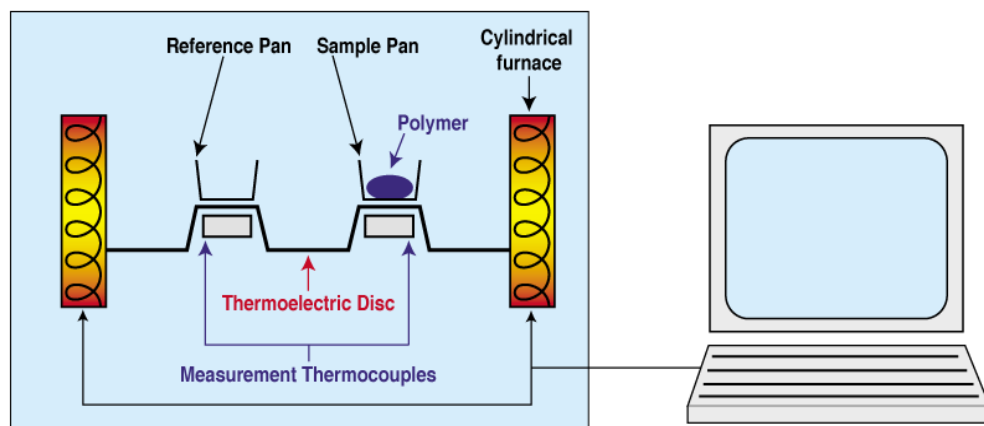 Reference Pan
Sample Pan
Cylindrical
furnace
Polymer
Thermoelectric Disc
Measurement Thermocouples